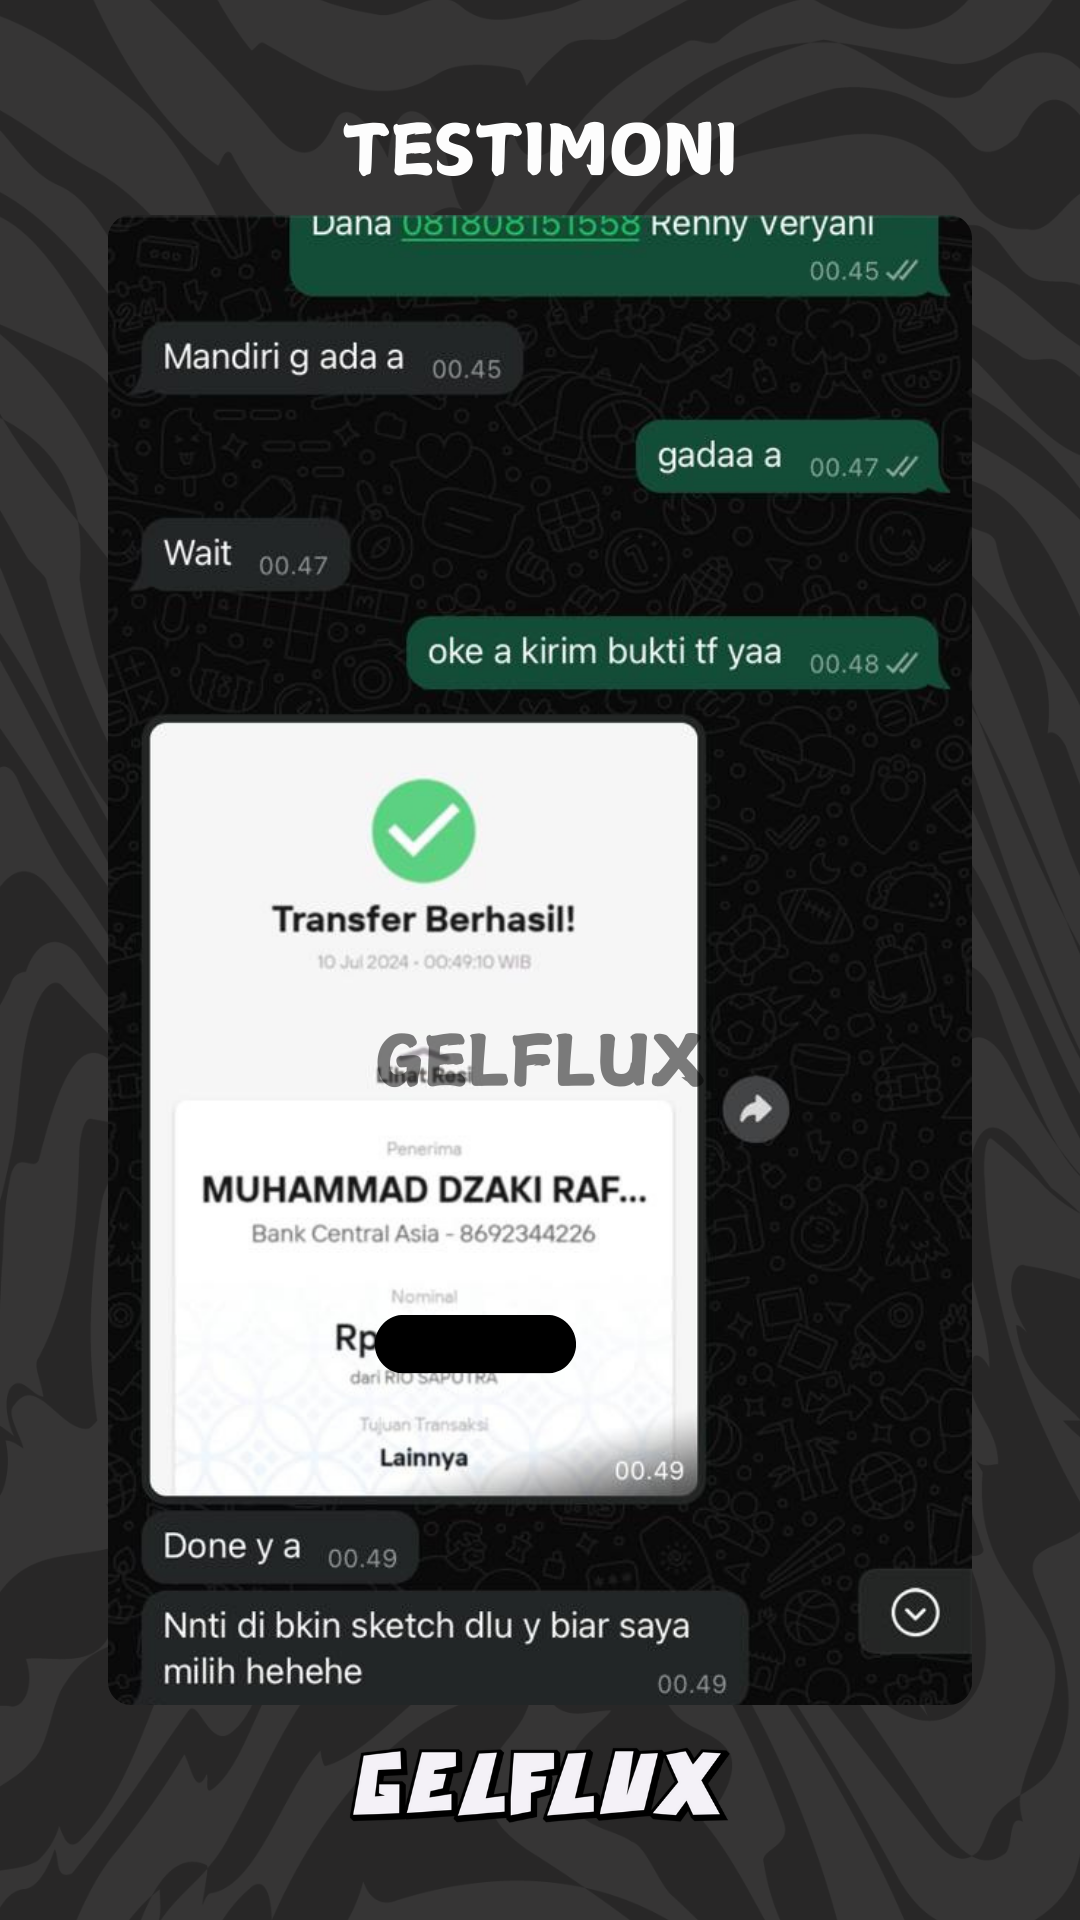 TESTIMONI
Dana 081808151558 Renny Veryani
00.45
Mandiri g ada a 00.45
gadaa a 00.47
Wait 00.47
oke a kirim bukti tf yaa 00.48
Transfer Berhasil!
10 Jul 2024 - 00:49:10 WIB
GELFLUX
Lihat Resi
Penerima
MUHAMMAD DZAKI RAF...
Bank Central Asia - 8692344226
Nominal
Rp
dari RIO SAPUTRA
Tujuan Transaksi
Lainnya
00.49
Done y a 00.49
Nnti di bkin sketch dlu y biar saya
milih hehehe 00.49
GELFLUX